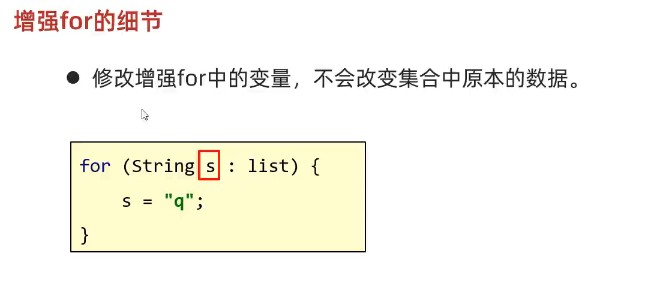 增强for的细节
● 修改增强for中的变量，不会改变集合中原本的数据。
for (String s : list) {
    s = "q";
}